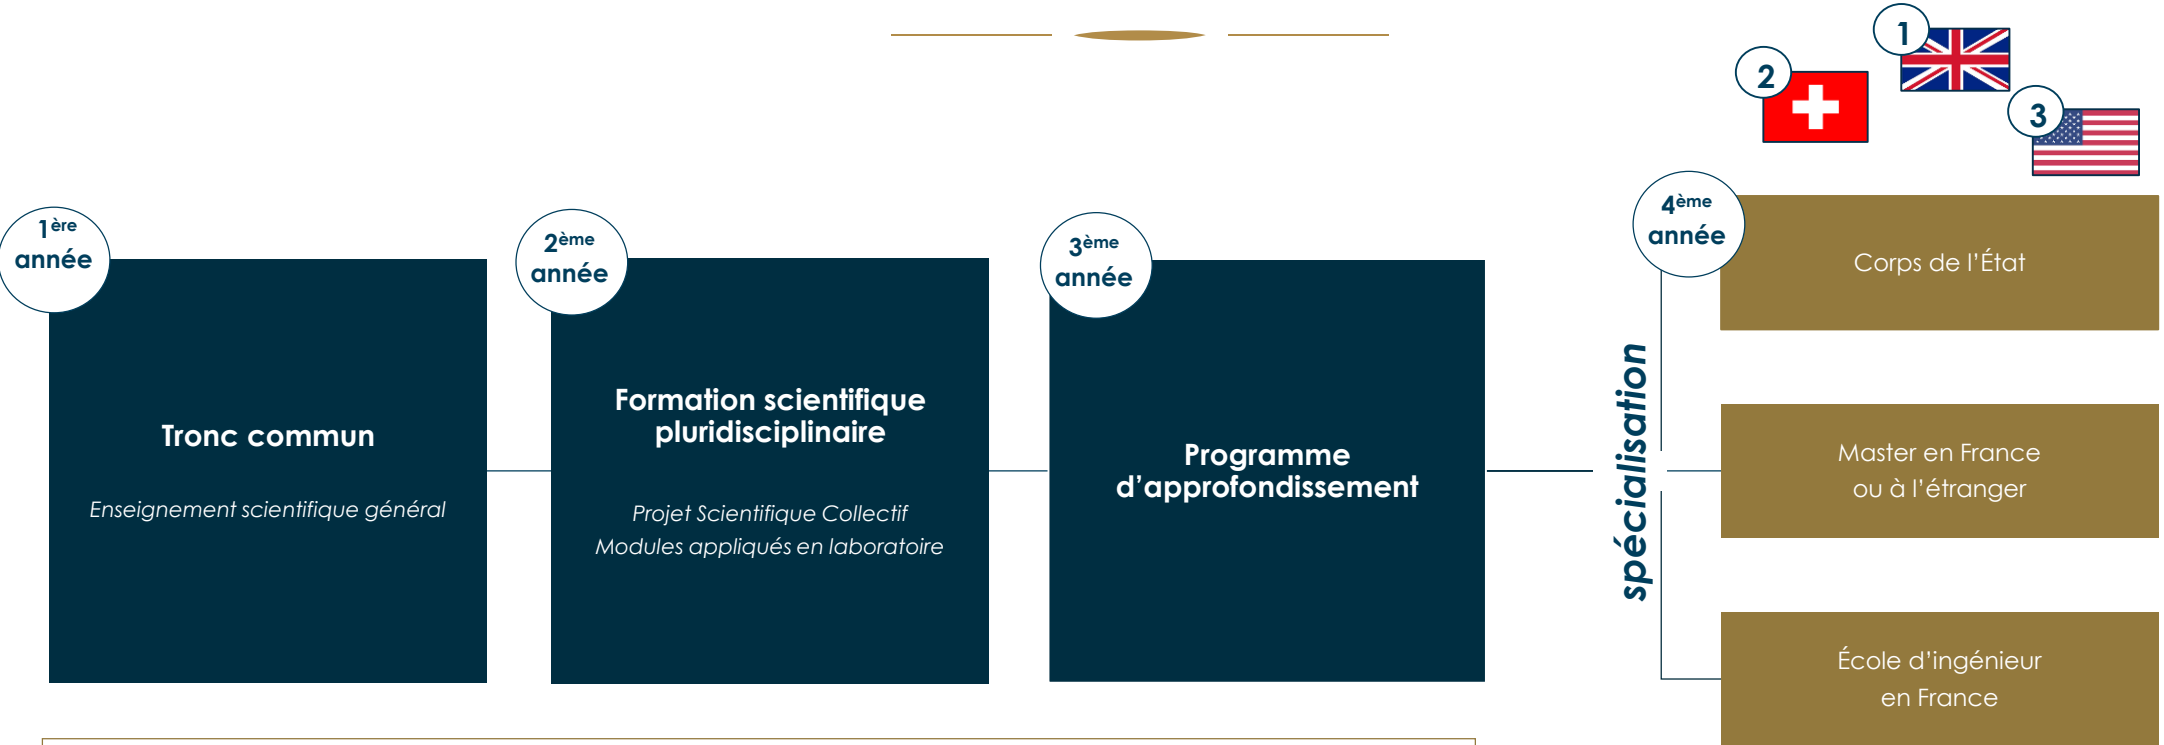 1
2
3
1ère
année
Tronc commun
Enseignement scientifique général
2ème
année
Formation scientifique
pluridisciplinaire
Projet Scientifique Collectif
Modules appliqués en laboratoire
3ème
année
Programme
d'approfondissement
spécialisation
4ème
année
Corps de l'État
Master en France
ou à l'étranger
École d'ingénieur
en France